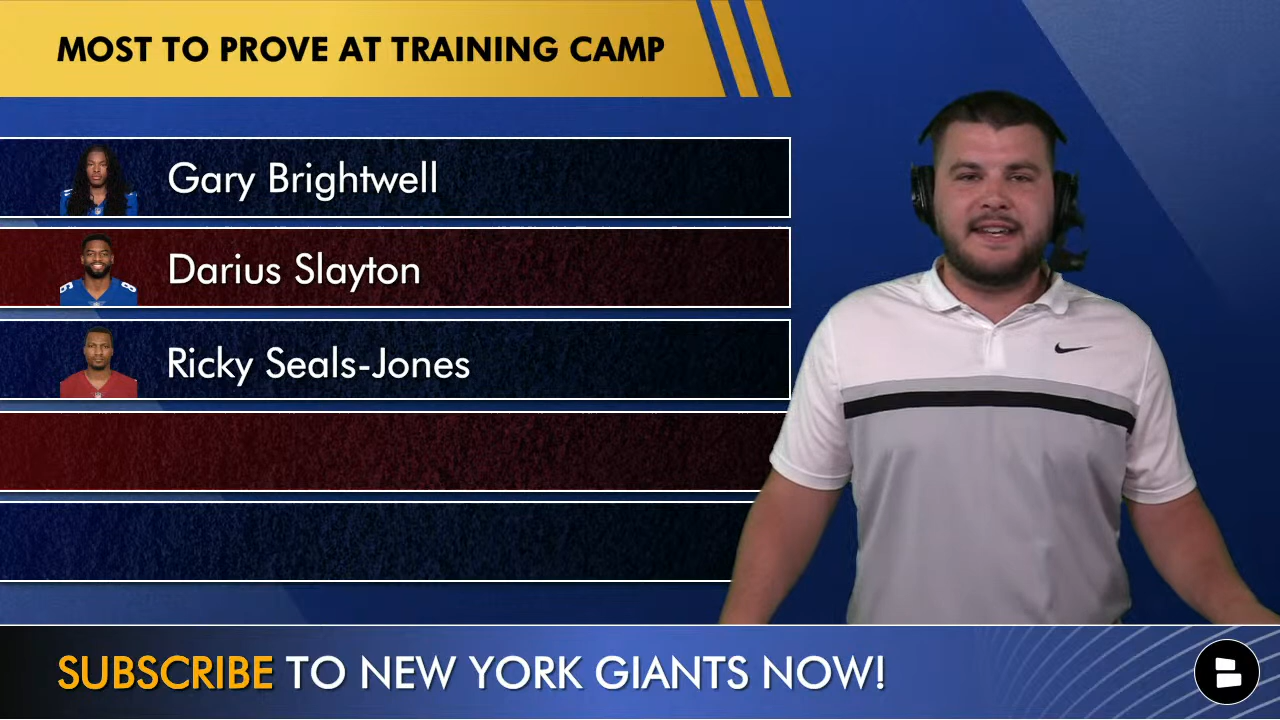 MOST TO PROVE AT TRAINING CAMP
Gary Brightwell
Darius Slayton
Ricky Seals-Jones
SUBSCRIBE TO NEW YORK GIANTS NOW!